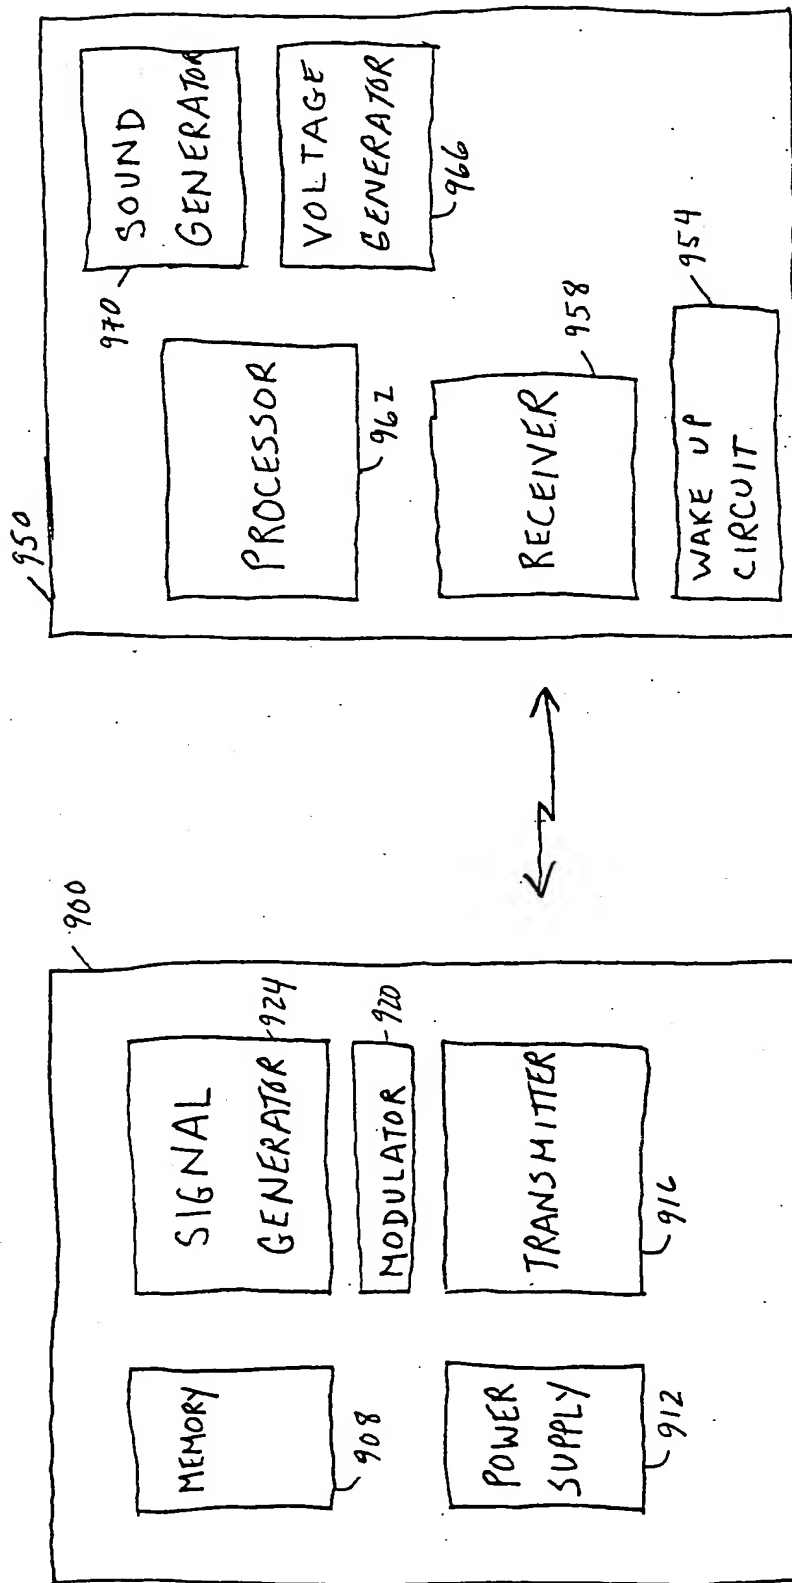 900
MEMORY
908
SIGNAL
GENERATOR
924
MODULATOR
920
POWER
SUPPLY
912
TRANSMITTER
916
950
SOUND
GENERATOR
970
PROCESSOR
962
VOLTAGE
GENERATOR
966
RECEIVER
958
WAKE UP
CIRCUIT
954